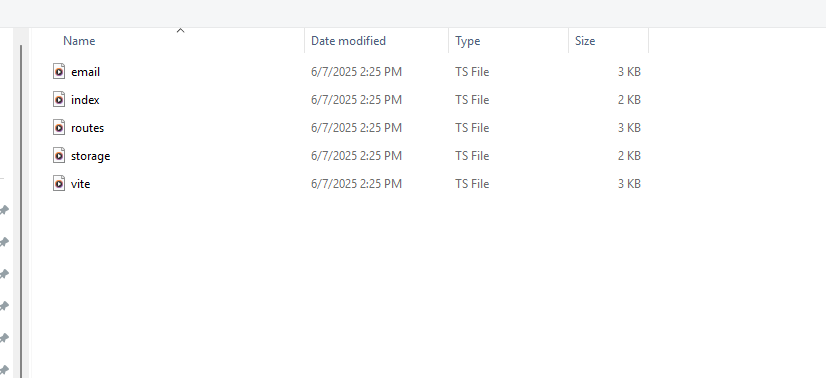 Name Date modified Type Size
email 6/7/2025 2:25 PM TS File 3 KB
index 6/7/2025 2:25 PM TS File 2 KB
routes 6/7/2025 2:25 PM TS File 3 KB
storage 6/7/2025 2:25 PM TS File 2 KB
vite 6/7/2025 2:25 PM TS File 3 KB